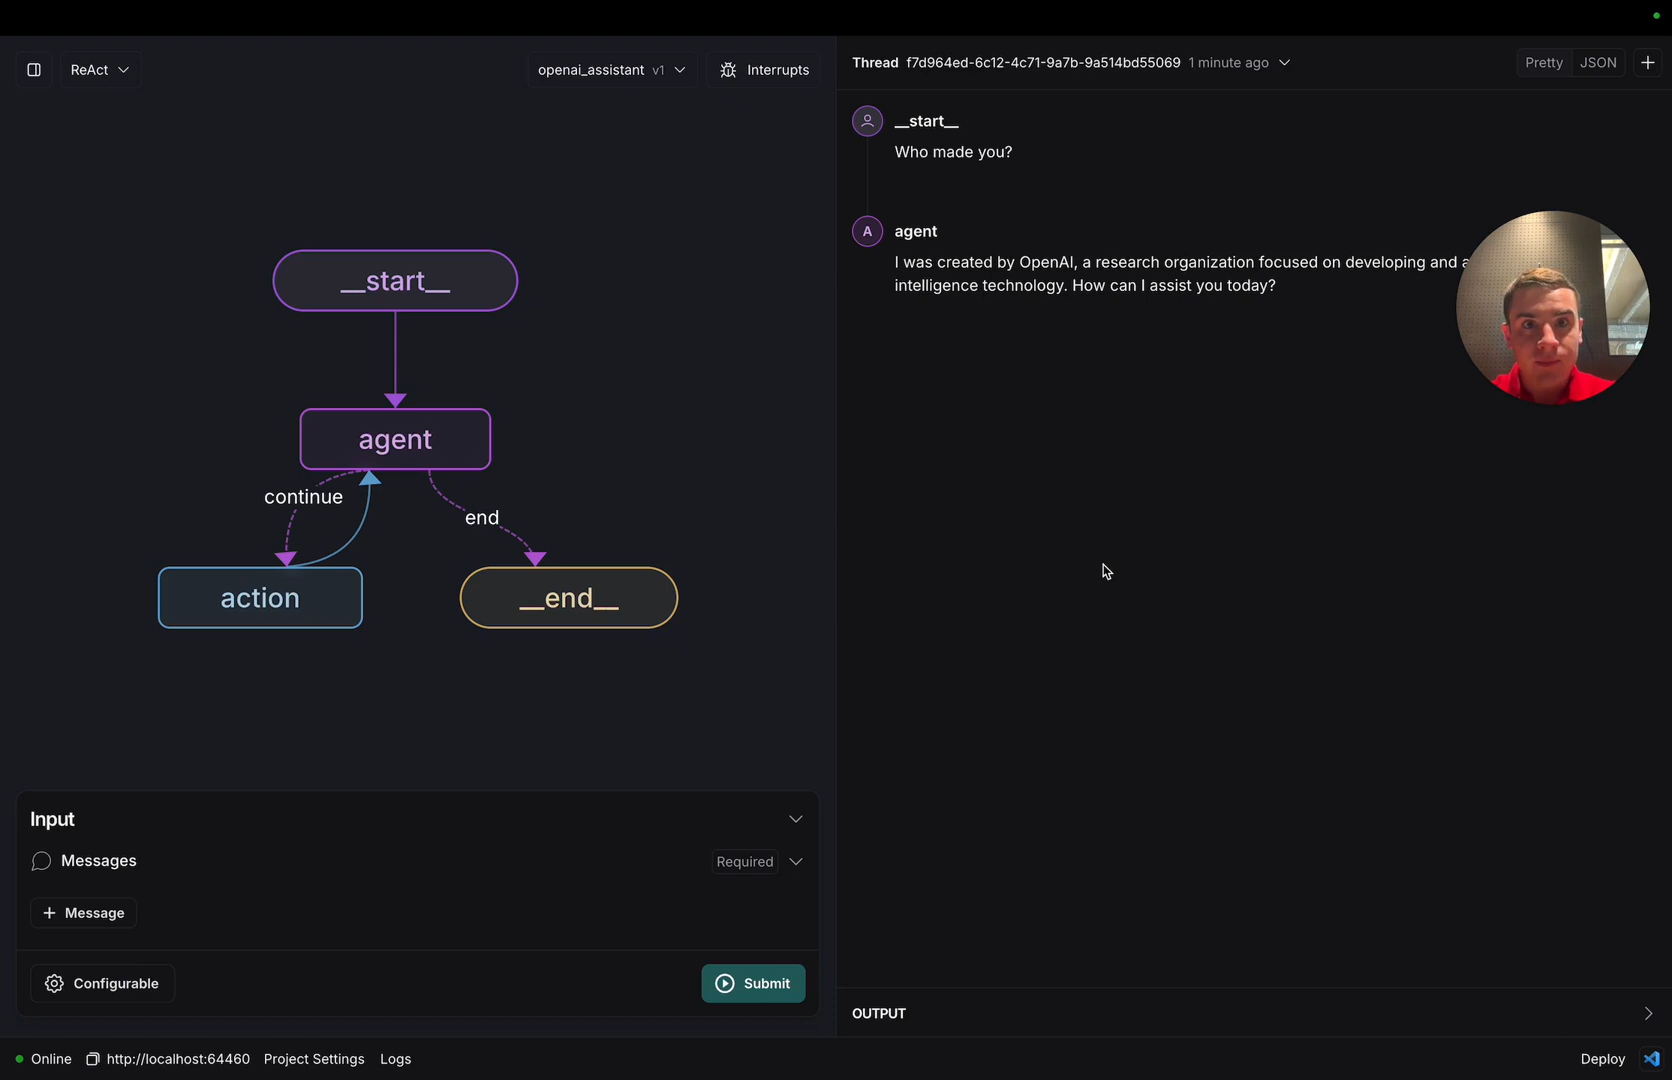 ReAct
openai_assistant v1
Interrupts
Thread f7d964ed-6c12-4c71-9a7b-9a514bd55069 1 minute ago
Pretty JSON
__start__
Who made you?
A agent
I was created by OpenAI, a research organization focused on developing and
intelligence technology. How can I assist you today?
__start__
agent
continue
end
action
__end__
Input
Messages
Required
+ Message
Configurable
Submit
OUTPUT
Online http://localhost:64460 Project Settings Logs
Deploy